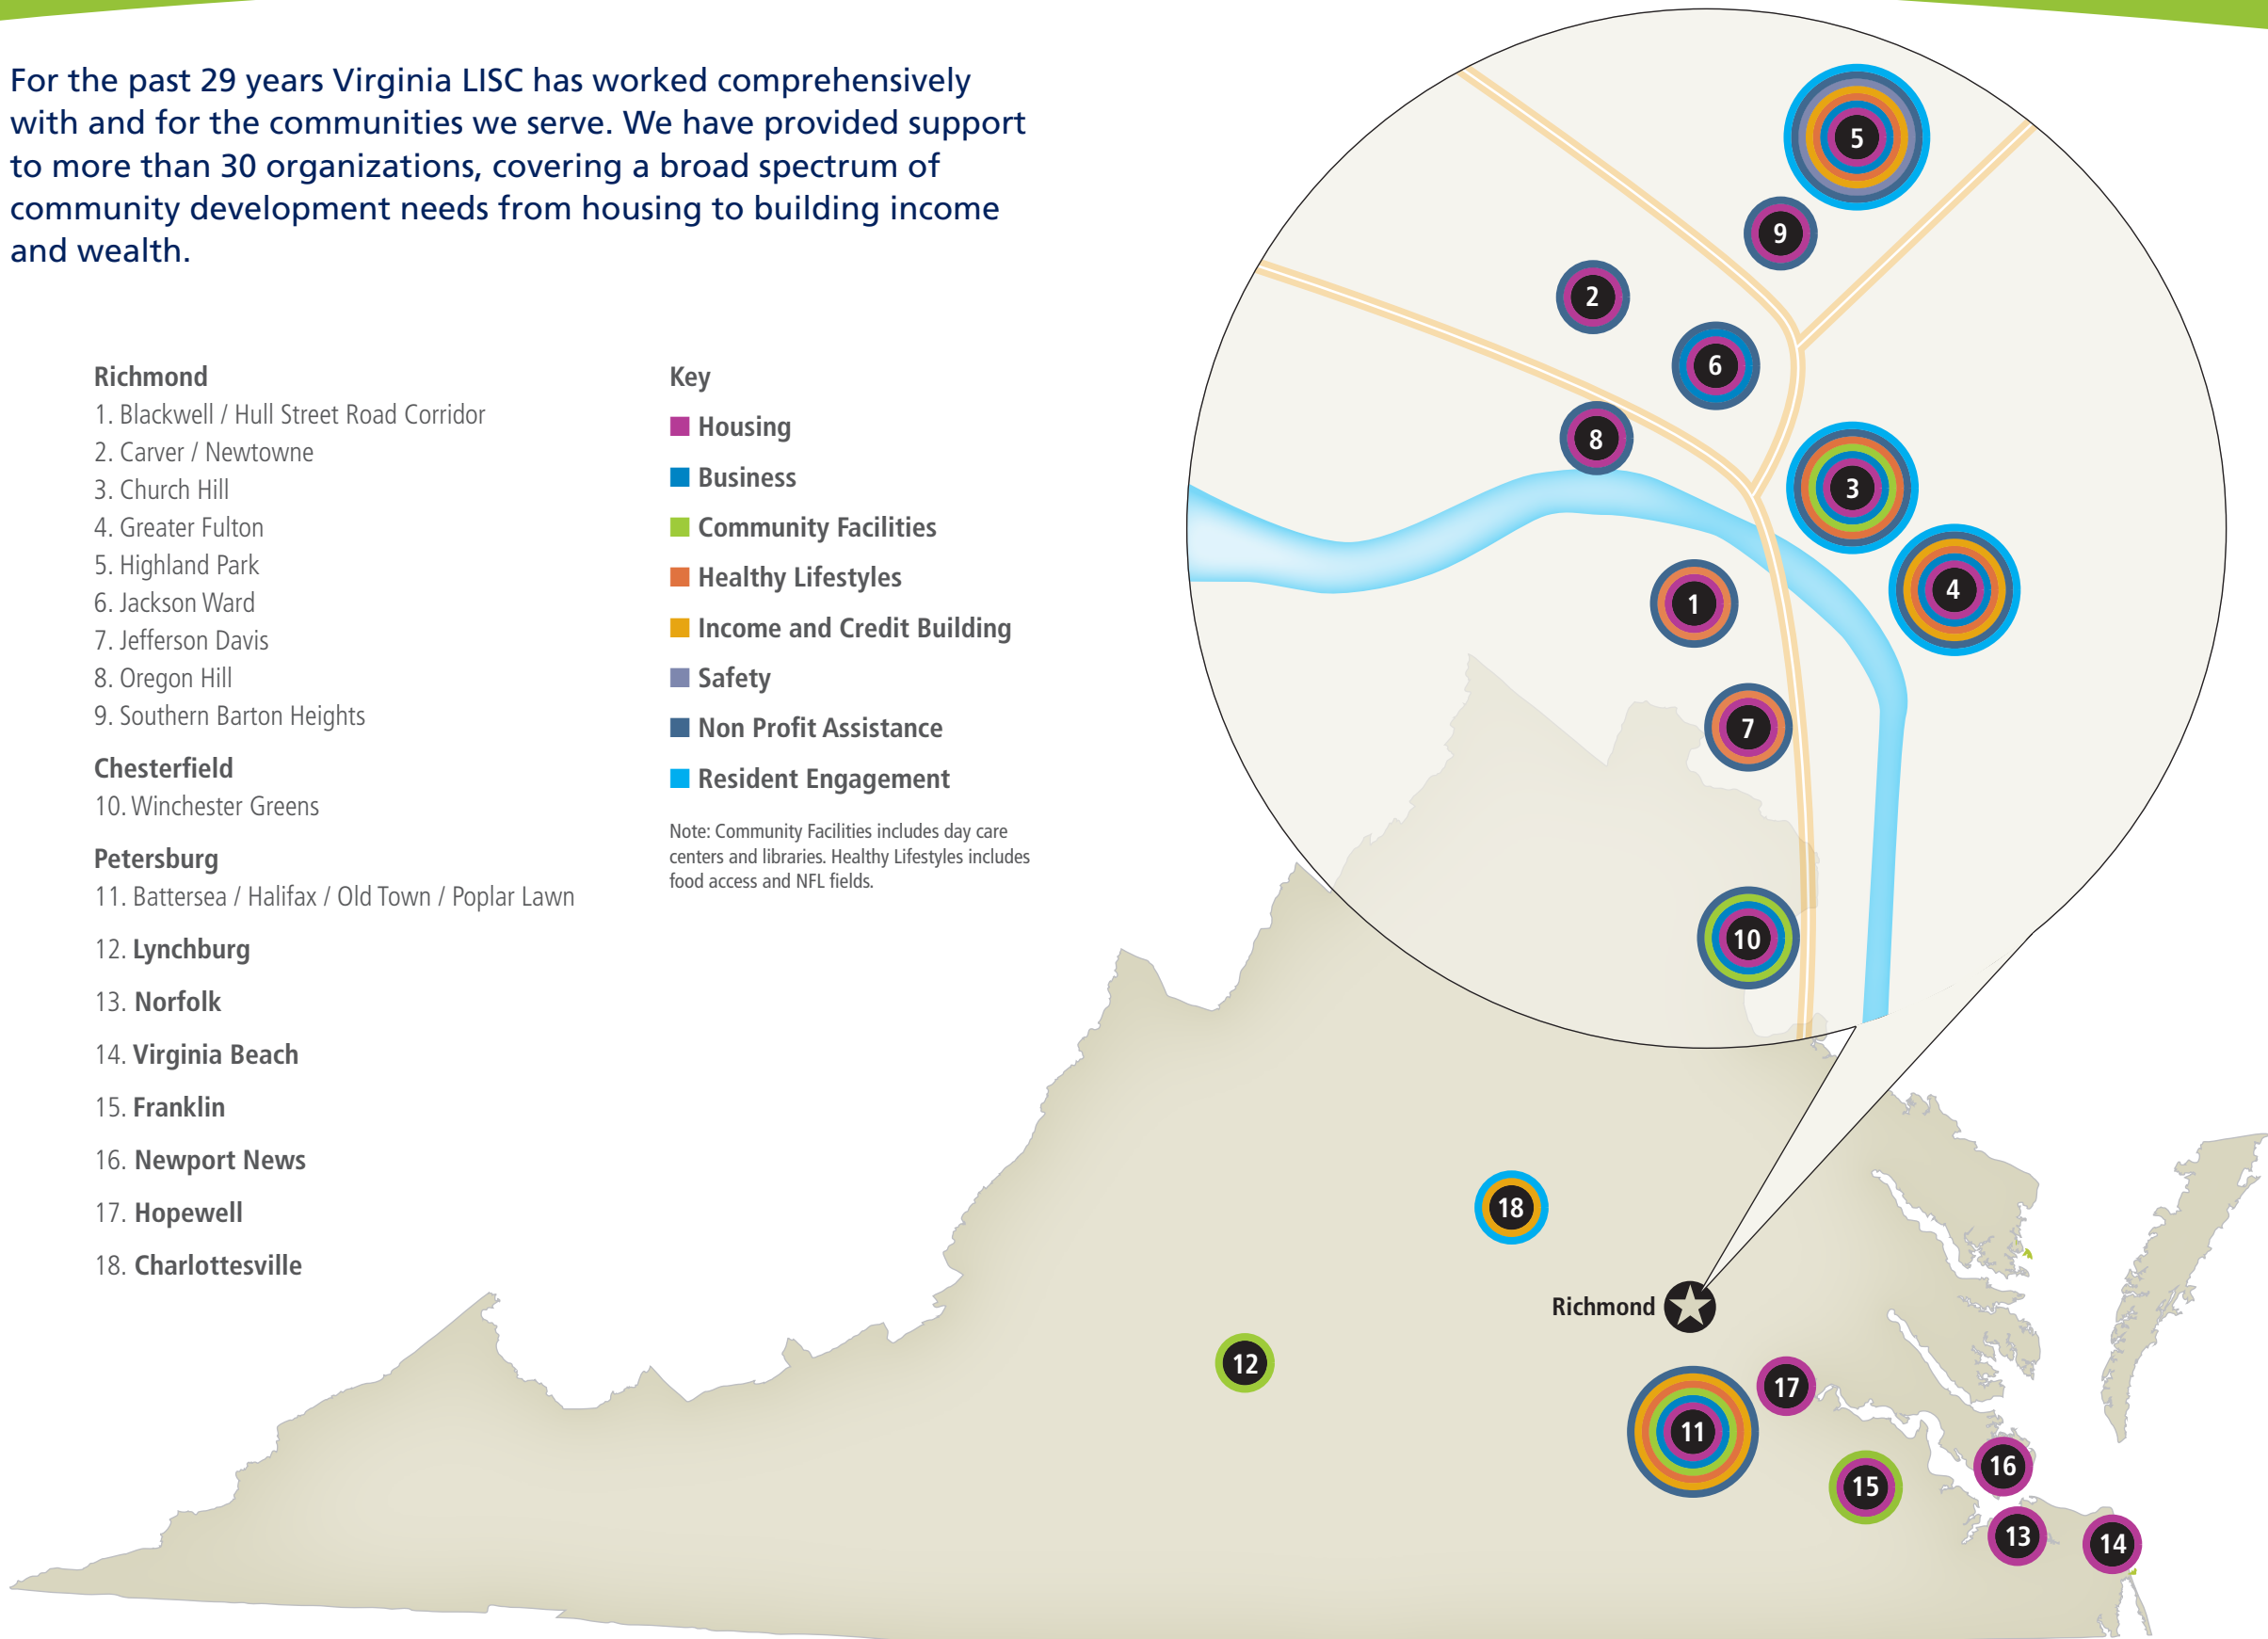 For the past 29 years Virginia LISC has worked comprehensively
with and for the communities we serve. We have provided support
to more than 30 organizations, covering a broad spectrum of
community development needs from housing to building income
and wealth.
Richmond
1. Blackwell / Hull Street Road Corridor
2. Carver / Newtowne
3. Church Hill
4. Greater Fulton
5. Highland Park
6. Jackson Ward
7. Jefferson Davis
8. Oregon Hill
9. Southern Barton Heights
Chesterfield
10. Winchester Greens
Petersburg
11. Battersea / Halifax / Old Town / Poplar Lawn
12. Lynchburg
13. Norfolk
14. Virginia Beach
15. Franklin
16. Newport News
17. Hopewell
18. Charlottesville
Key
Housing
Business
Community Facilities
Healthy Lifestyles
Income and Credit Building
Safety
Non Profit Assistance
Resident Engagement
Note: Community Facilities includes day care
centers and libraries. Healthy Lifestyles includes
food access and NFL fields.
5
9
2
6
8
3
4
1
7
10
18
Richmond
12
17
11
16
15
13
14